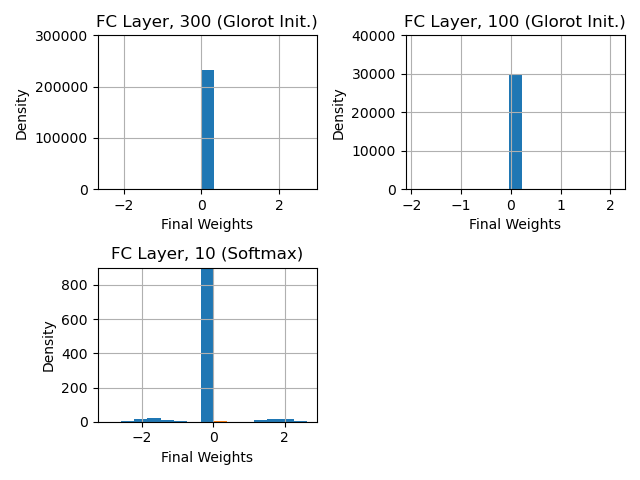 FC Layer, 300 (Glorot Init.)
300000
200000
100000
0
Density
−2 0 2
Final Weights
FC Layer, 100 (Glorot Init.)
40000
30000
20000
10000
0
Density
−2 −1 0 1 2
Final Weights
FC Layer, 10 (Softmax)
800
600
400
200
0
Density
−2 0 2
Final Weights